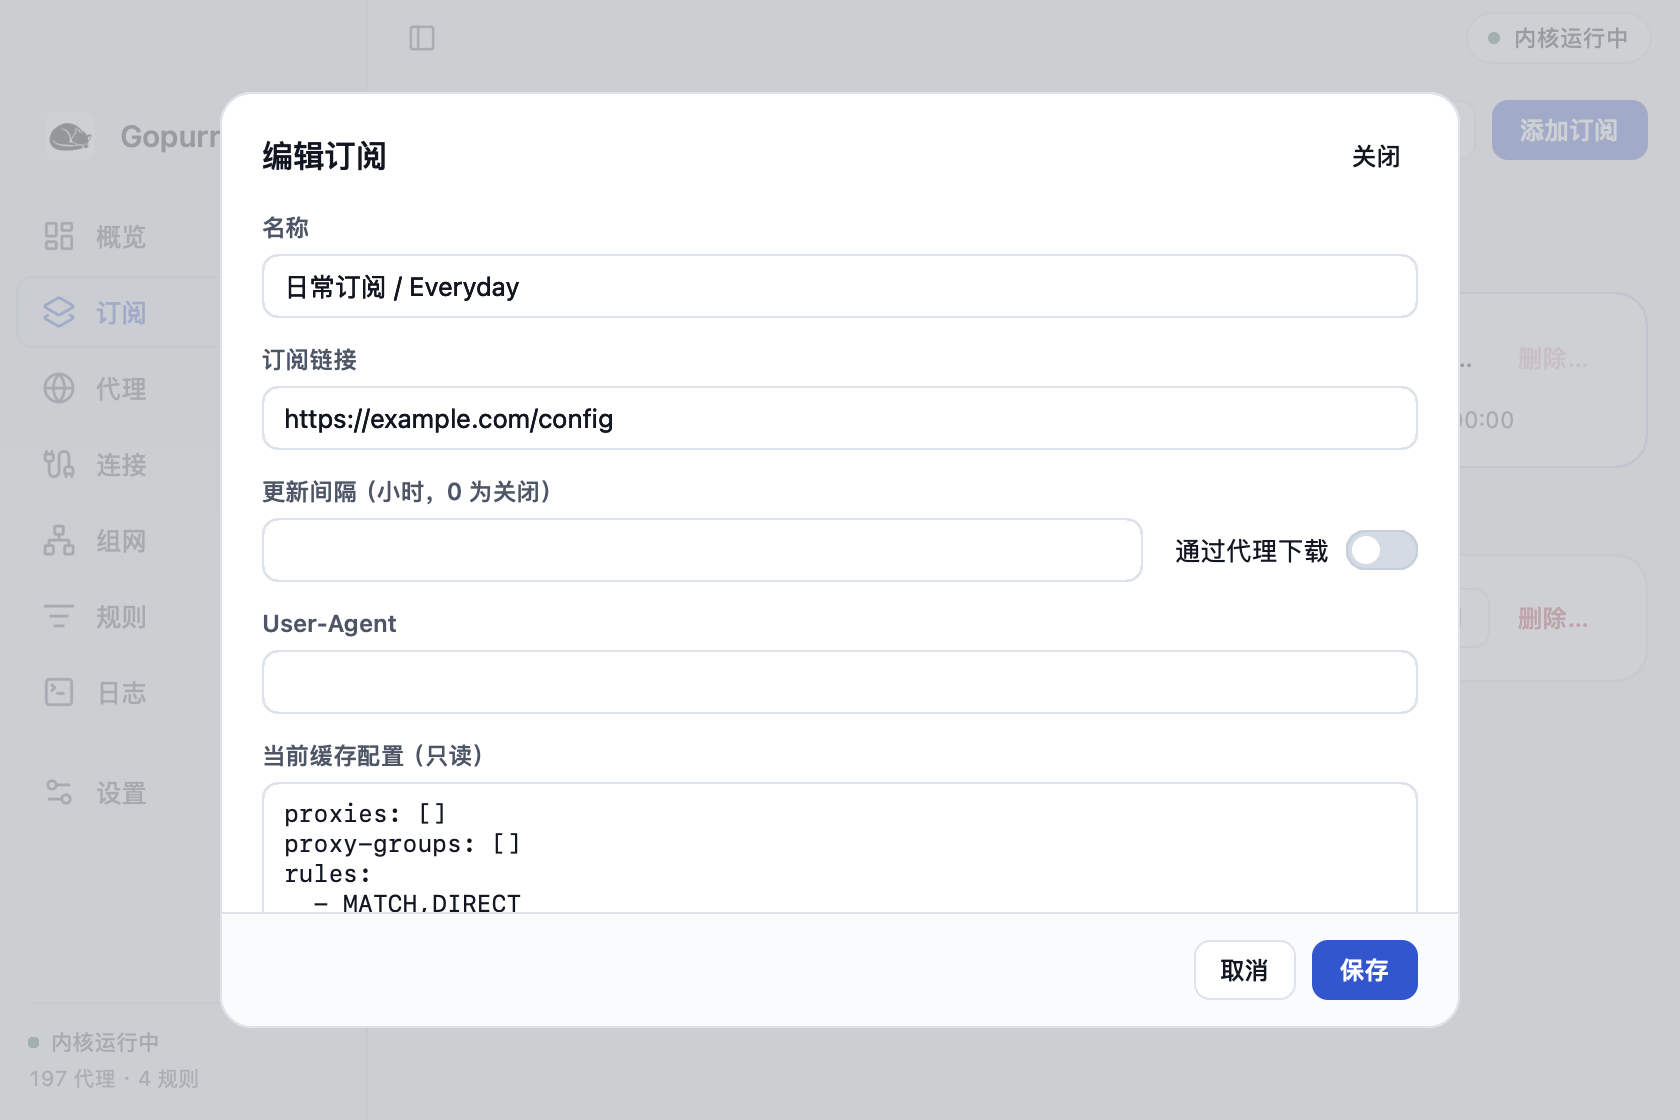 内核运行中
Gopurr
添加订阅
概览
订阅
代理
连接
组网
规则
日志
设置
内核运行中
197 代理 · 4 规则
编辑订阅
关闭
名称
日常订阅 / Everyday
订阅链接
https://example.com/config
更新间隔（小时，0 为关闭）
通过代理下载
User-Agent
当前缓存配置（只读）
proxies: []
proxy-groups: []
rules:
  - MATCH,DIRECT
取消
保存
删除...
删除...